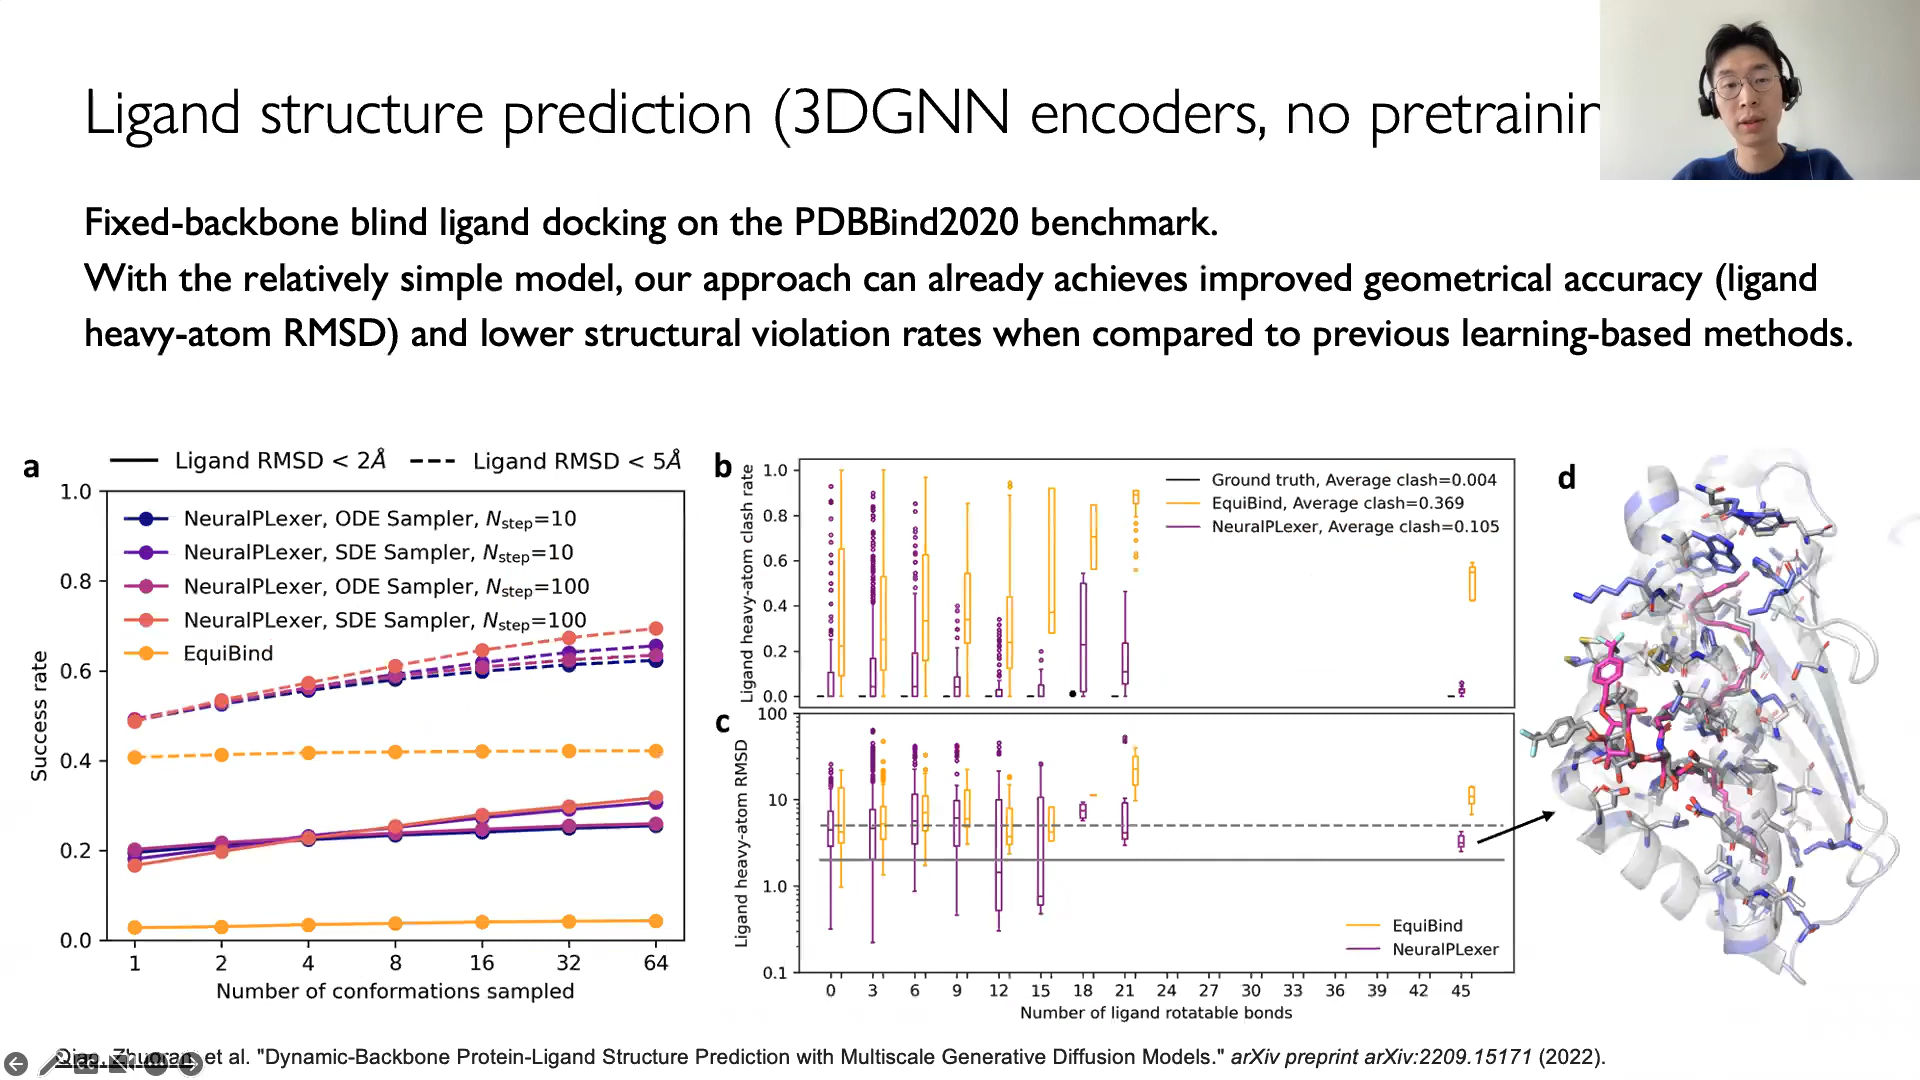 Ligand structure prediction (3DGNN encoders, no pretrainin
Fixed-backbone blind ligand docking on the PDBBind2020 benchmark.
With the relatively simple model, our approach can already achieves improved geometrical accuracy (ligand
heavy-atom RMSD) and lower structural violation rates when compared to previous learning-based methods.
a
Ligand RMSD < 2Å
Ligand RMSD < 5Å
1.0
0.8
0.6
0.4
0.2
0.0
Success rate
NeuralPLexer, ODE Sampler, Nstep=10
NeuralPLexer, SDE Sampler, Nstep=10
NeuralPLexer, ODE Sampler, Nstep=100
NeuralPLexer, SDE Sampler, Nstep=100
EquiBind
1 2 4 8 16 32 64
Number of conformations sampled
b
Ligand heavy-atom clash rate
1.0
0.8
0.6
0.4
0.2
0.0
Ground truth, Average clash=0.004
EquiBind, Average clash=0.369
NeuralPLexer, Average clash=0.105
c
Ligand heavy-atom RMSD
100
10
1.0
0.1
EquiBind
NeuralPLexer
0 3 6 9 12 15 18 21 24 27 30 33 36 39 42 45
Number of ligand rotatable bonds
d
Qiao, Zhuoran, et al. "Dynamic-Backbone Protein-Ligand Structure Prediction with Multiscale Generative Diffusion Models." arXiv preprint arXiv:2209.15171 (2022).